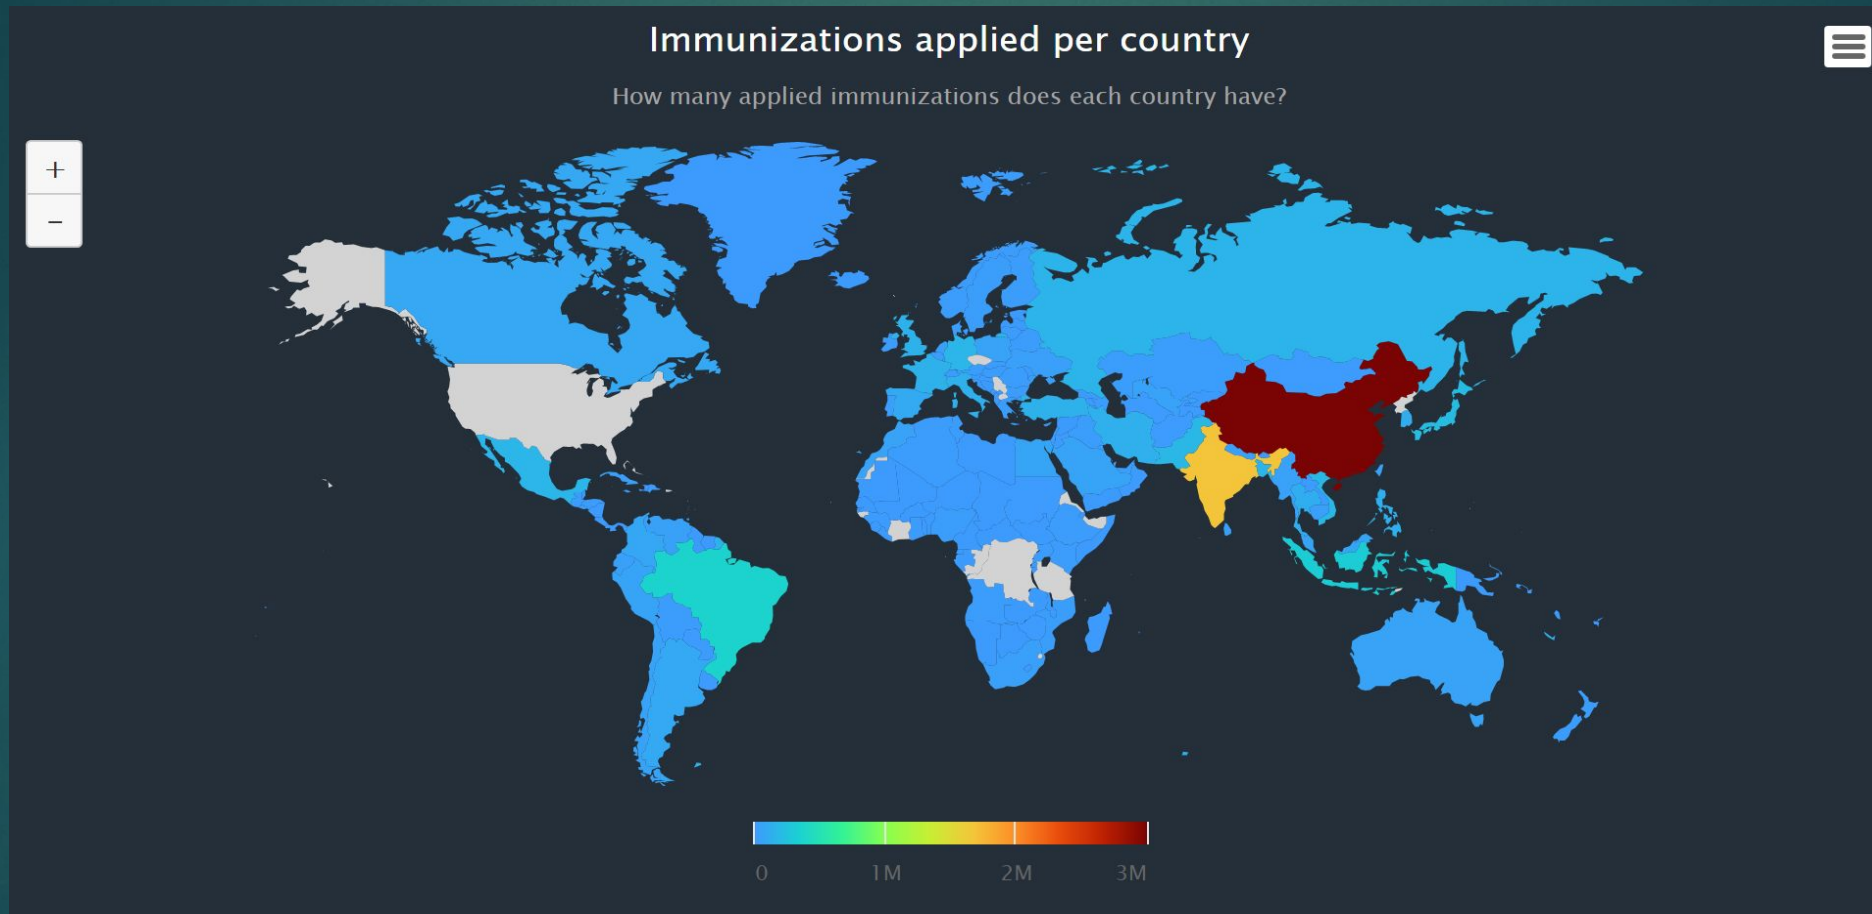 Immunizations applied per country
How many applied immunizations does each country have?
+
−
0 1M 2M 3M